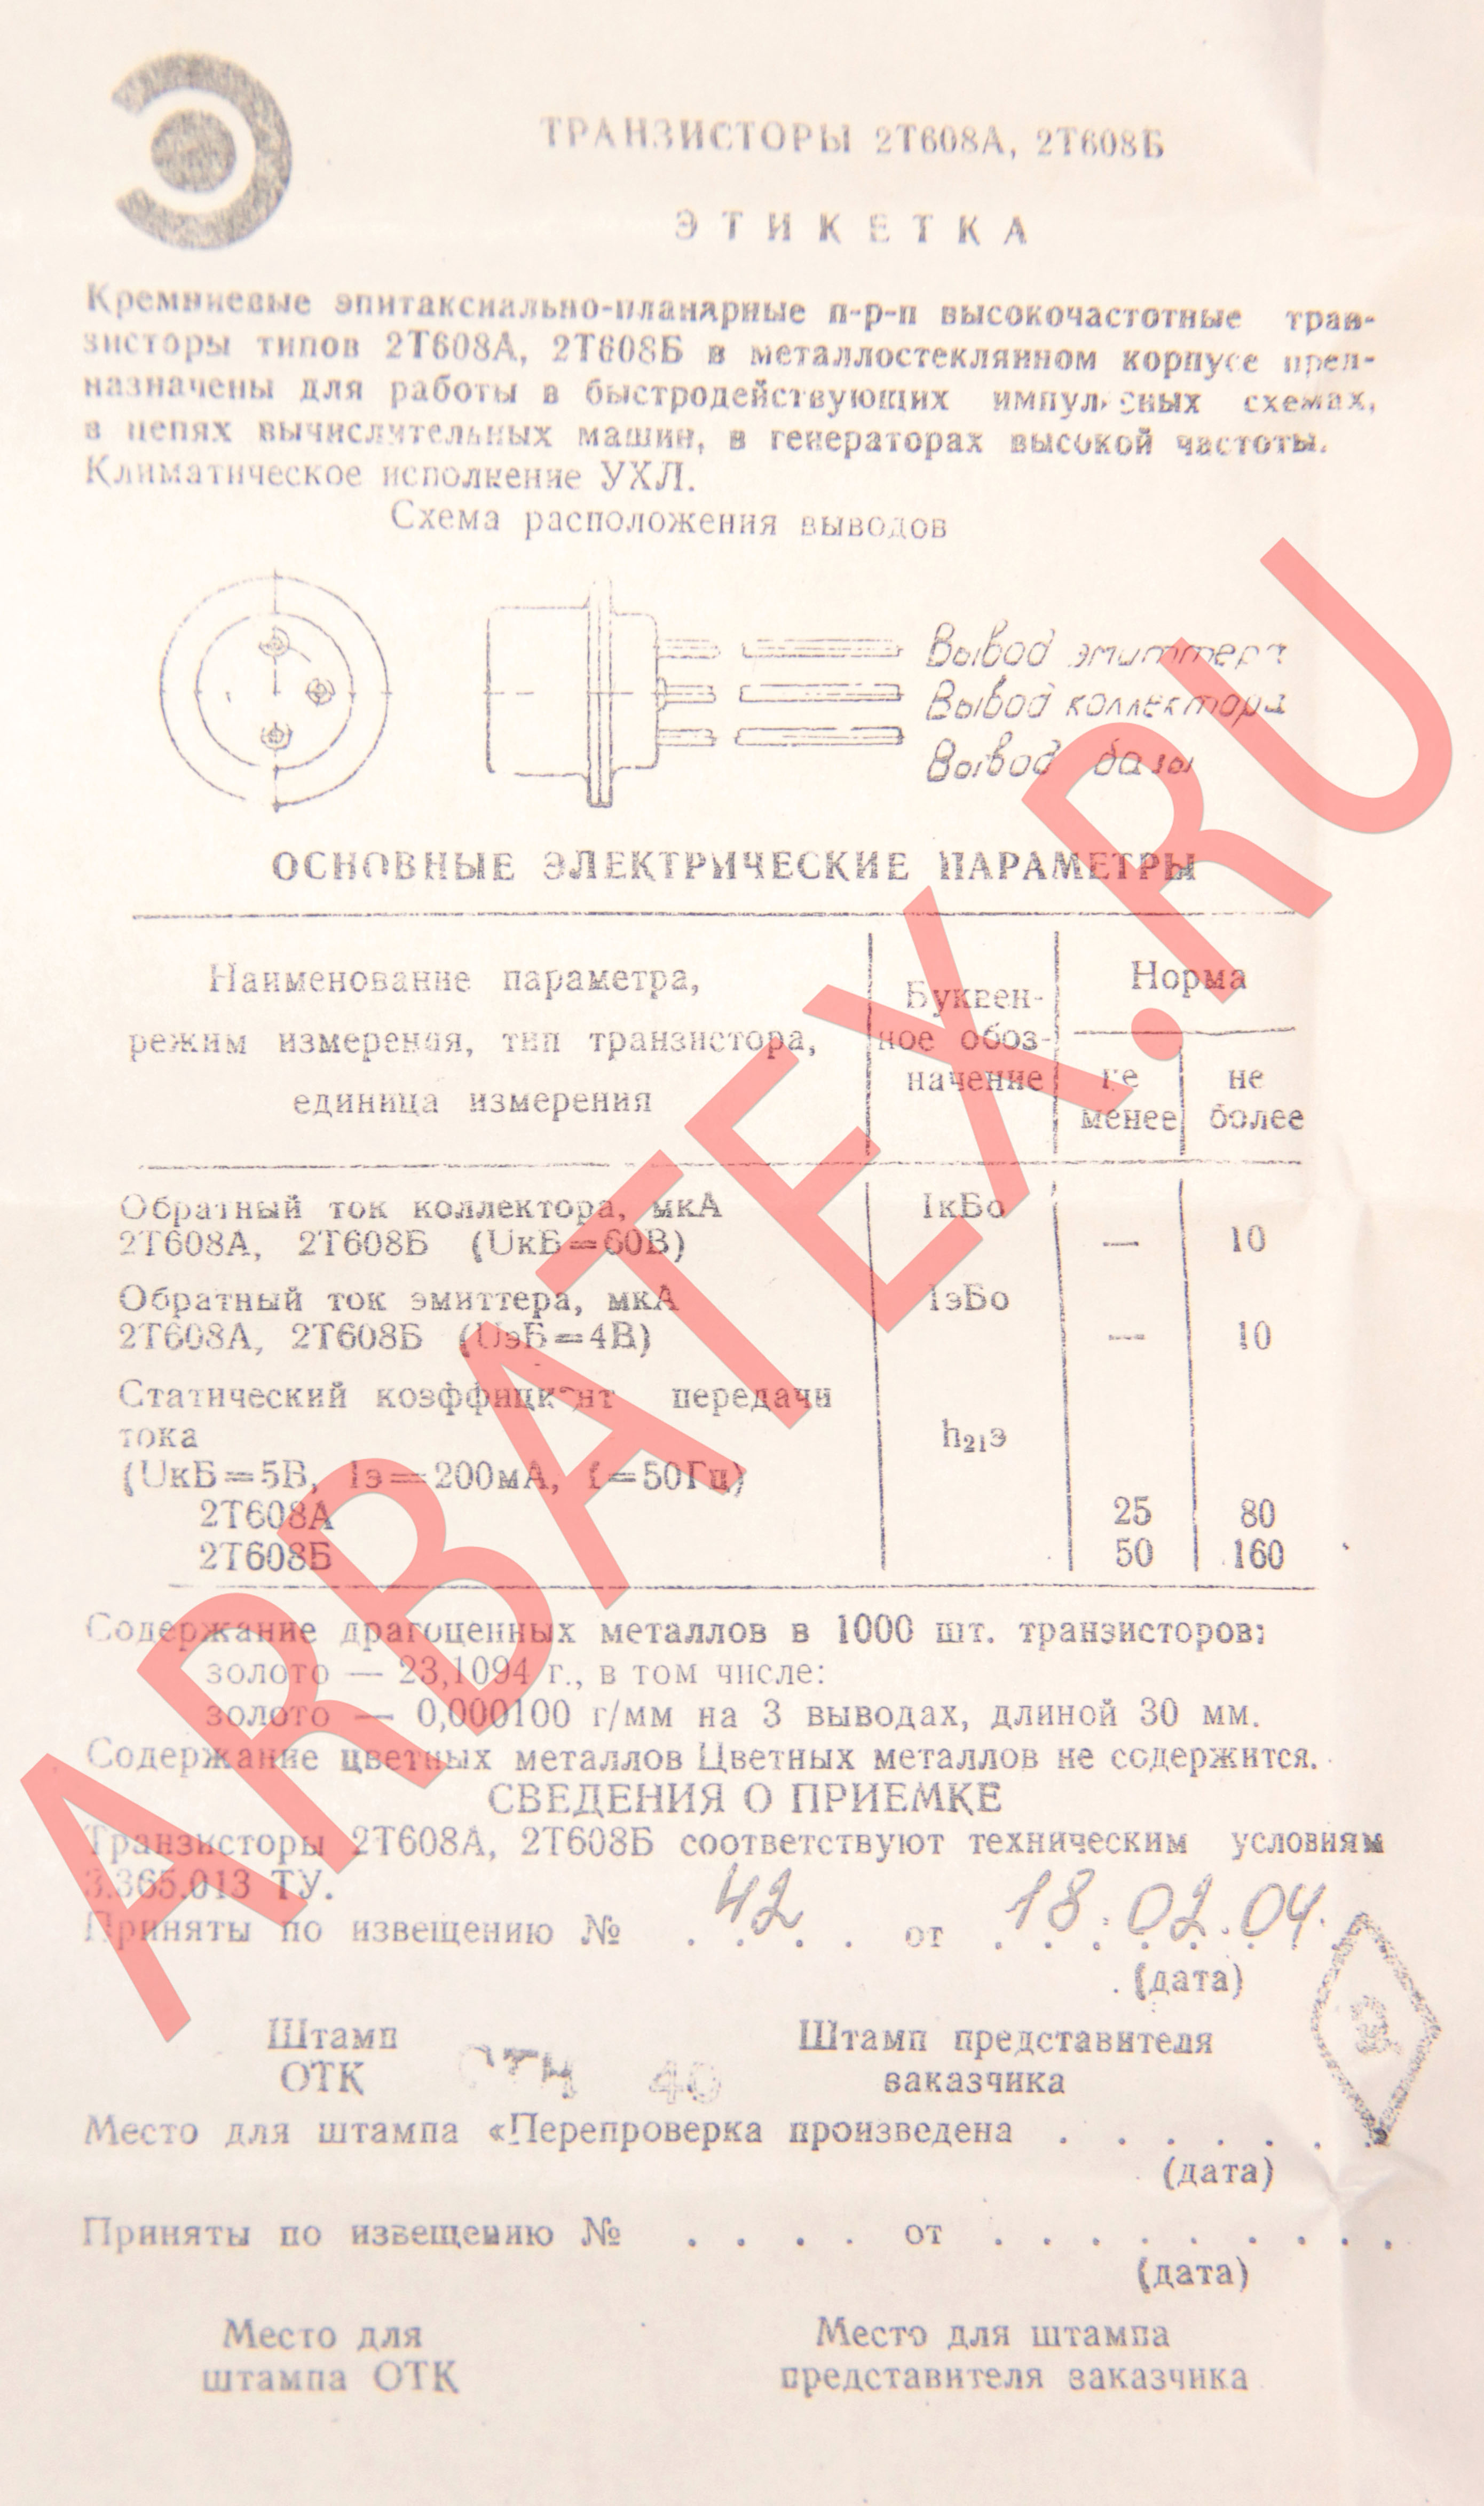 ТРАНЗИСТОРЫ 2Т608А, 2Т608Б
ЭТИКЕТКА
Кремниевые эпитаксиально-планарные п-р-п высокочастотные тран-
зисторы типов 2Т608А, 2Т608Б в металлостеклянном корпусе пред-
назначены для работы в быстродействующих импульсных схемах,
в цепях вычислительных машин, в генераторах высокой частоты.
Климатическое исполнение УХЛ.
Схема расположения выводов
Вывод эмиттера
Вывод коллектора
Вывод базы
ОСНОВНЫЕ ЭЛЕКТРИЧЕСКИЕ ПАРАМЕТРЫ
Наименование параметра,
режим измерения, тип транзистора,
единица измерения
Буквен-
ное обоз-
начение
Норма
не менее
не более
Обратный ток коллектора, мкА IкБо
2Т608А, 2Т608Б (UкБ=60В) — 10
Обратный ток эмиттера, мкА IэБо
2Т608А, 2Т608Б (UэБ=4В) — 10
Статический коэффициент передачи
тока h21э
(UкБ=5В, Iэ=200мА, f=50Гц)
2Т608А 25 80
2Т608Б 50 160
Содержание драгоценных металлов в 1000 шт. транзисторов:
золото — 23,1094 г., в том числе:
золото — 0,000100 г/мм на 3 выводах, длиной 30 мм.
Содержание цветных металлов Цветных металлов не содержится.
СВЕДЕНИЯ О ПРИЕМКЕ
Транзисторы 2Т608А, 2Т608Б соответствуют техническим условиям
3.365.013 ТУ.
Приняты по извещению № 42 от 18.02.04.
(дата)
Штамп
ОТК
40
Штамп представителя
заказчика
Место для штампа «Перепроверка произведена . . . . . . .
(дата)
Приняты по извещению № . . . . от . . . . . . . . .
(дата)
Место для
штампа ОТК
Место для штампа
представителя заказчика
ARBATEX.RU